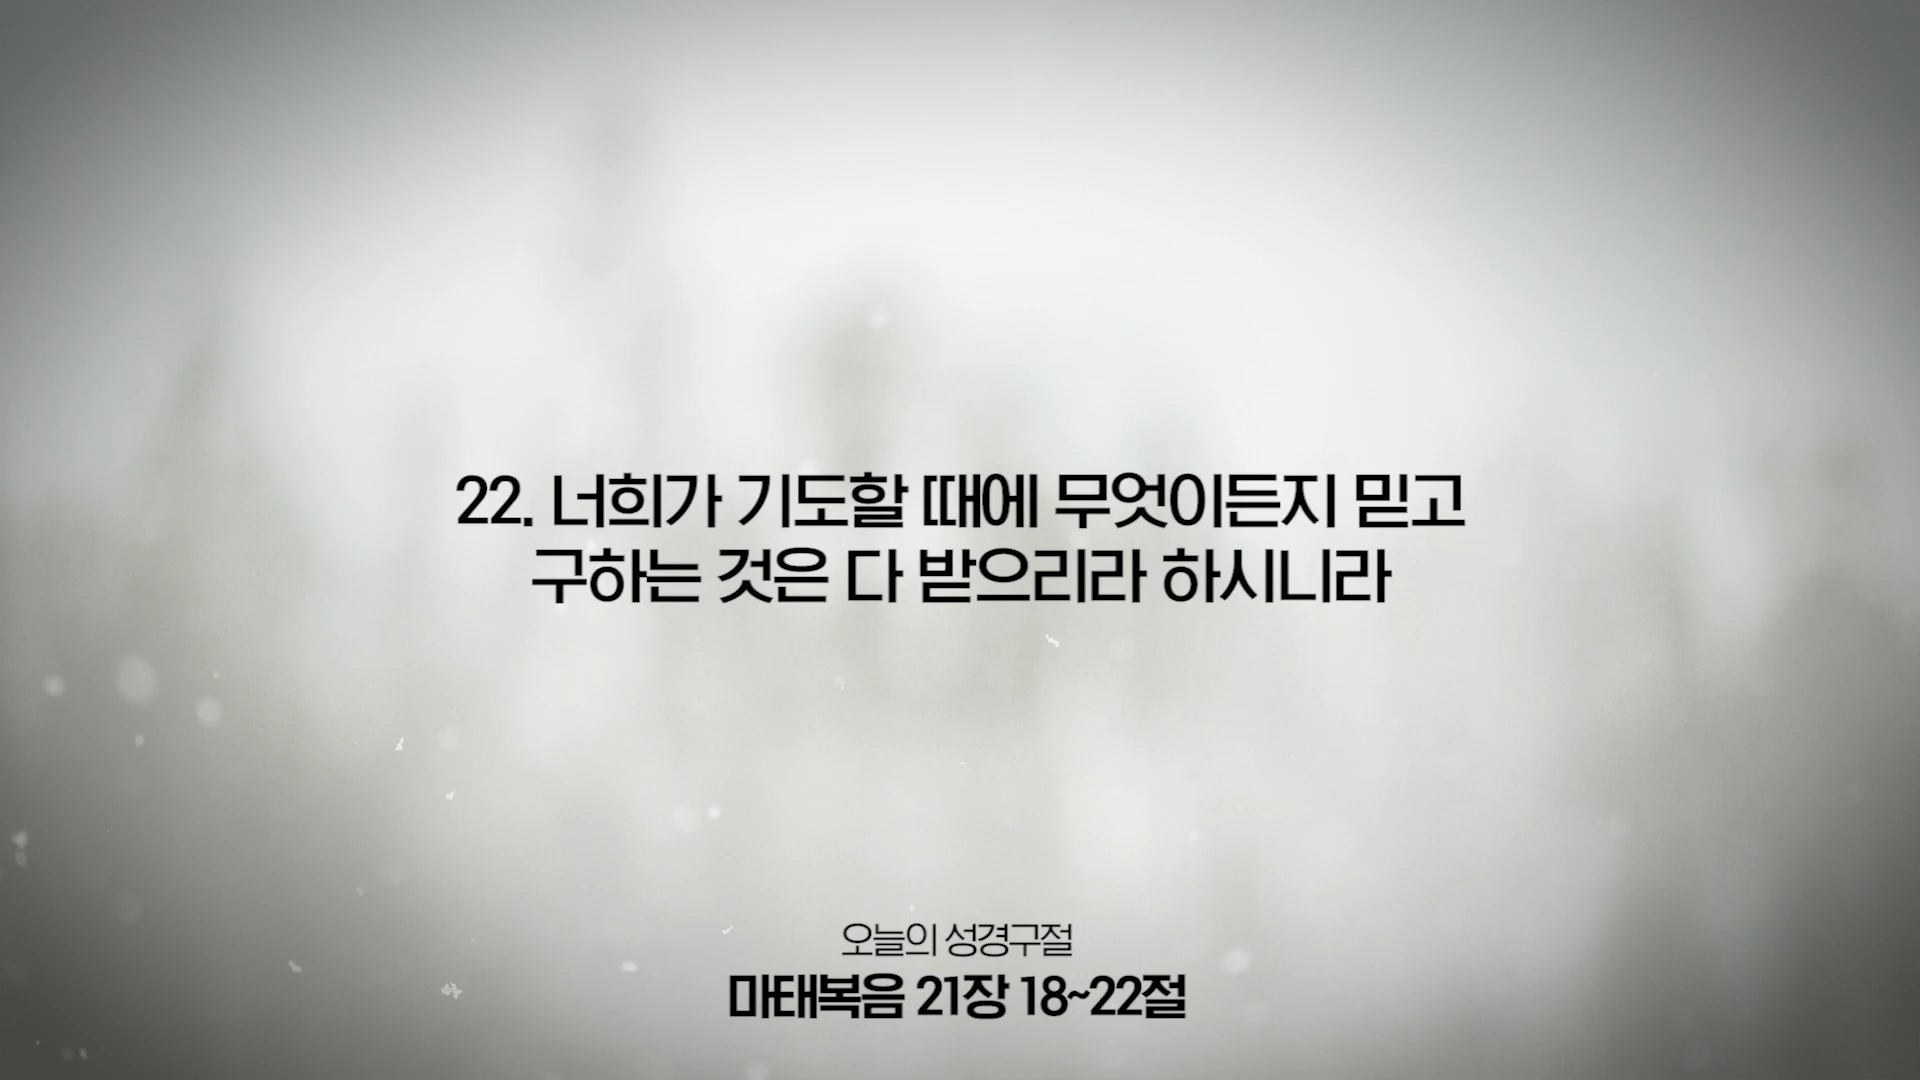 22. 너희가 기도할 때에 무엇이든지 믿고
구하는 것은 다 받으리라 하시니라
오늘의 성경구절
마태복음 21장 18~22절